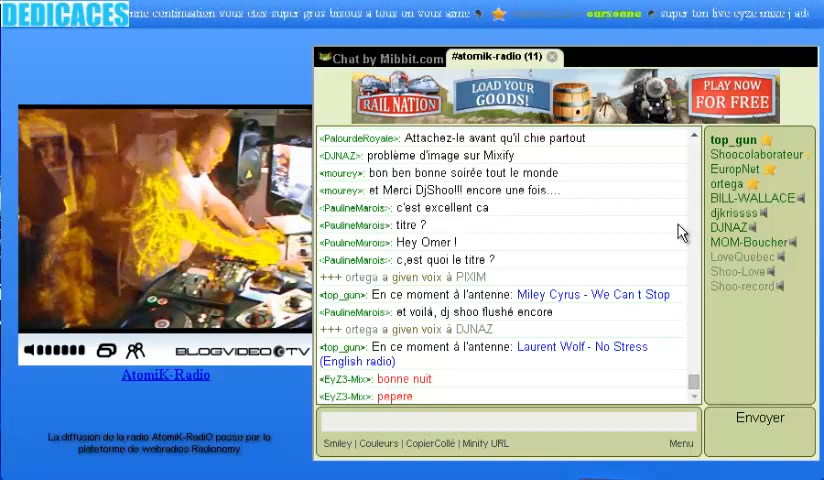 DEDICACES
nne continuation vous etes super gros bisous a tous on vous aime
oursonne
super ton live eyze mixe j ad
Chat by Mibbit.com
#atomik-radio (11)
RAIL NATION
LOAD YOUR GOODS!
PLAY NOW FOR FREE
<PalourdeRoyale>: Attachez-le avant qu'il chie partout
<DJNAZ>: problème d'image sur Mixify
<mourey>: bon ben bonne soirée tout le monde
<mourey>: et Merci DjShoo!!! encore une fois....
<PaulineMarois>: c'est excellent ca
<PaulineMarois>: titre ?
<PaulineMarois>: Hey Omer !
<PaulineMarois>: c,est quoi le titre ?
+++ ortega a given voix à PIXIM
<top_gun>: En ce moment à l'antenne: Miley Cyrus - We Can t Stop
<PaulineMarois>: et voilà, dj shoo flushé encore
+++ ortega a given voix à DJNAZ
<top_gun>: En ce moment à l'antenne: Laurent Wolf - No Stress
(English radio)
<EyZ3-Mix>: bonne nuit
<EyZ3-Mix>: pepere
top_gun
Shoocolaborateur
EuropNet
ortega
BILL-WALLACE
djkrissss
DJNAZ
MOM-Boucher
LoveQuebec
Shoo-Love
Shoo-record
Envoyer
Smiley | Couleurs | CopierCollé | Minify URL
Menu
BLOGVIDEO TV
AtomiK-Radio
La diffusion de la radio AtomiK-RadiO passe par la
plateforme de webradios Radionomy